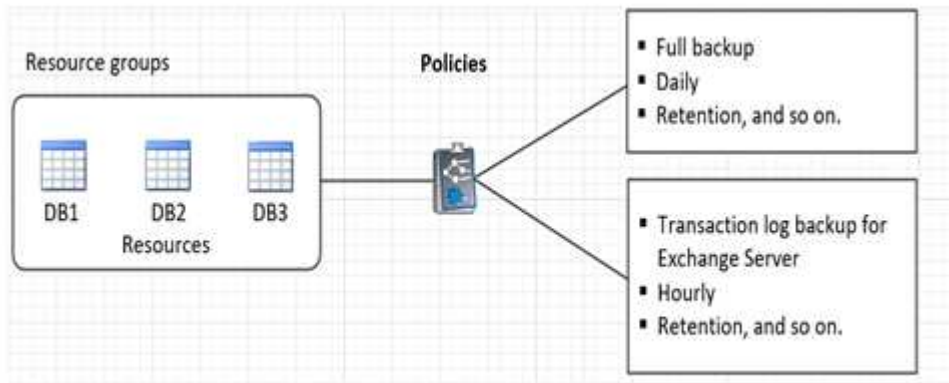 Resource groups
DB1 DB2 DB3
Resources
Policies
▪ Full backup
▪ Daily
▪ Retention, and so on.
▪ Transaction log backup for
Exchange Server
▪ Hourly
▪ Retention, and so on.